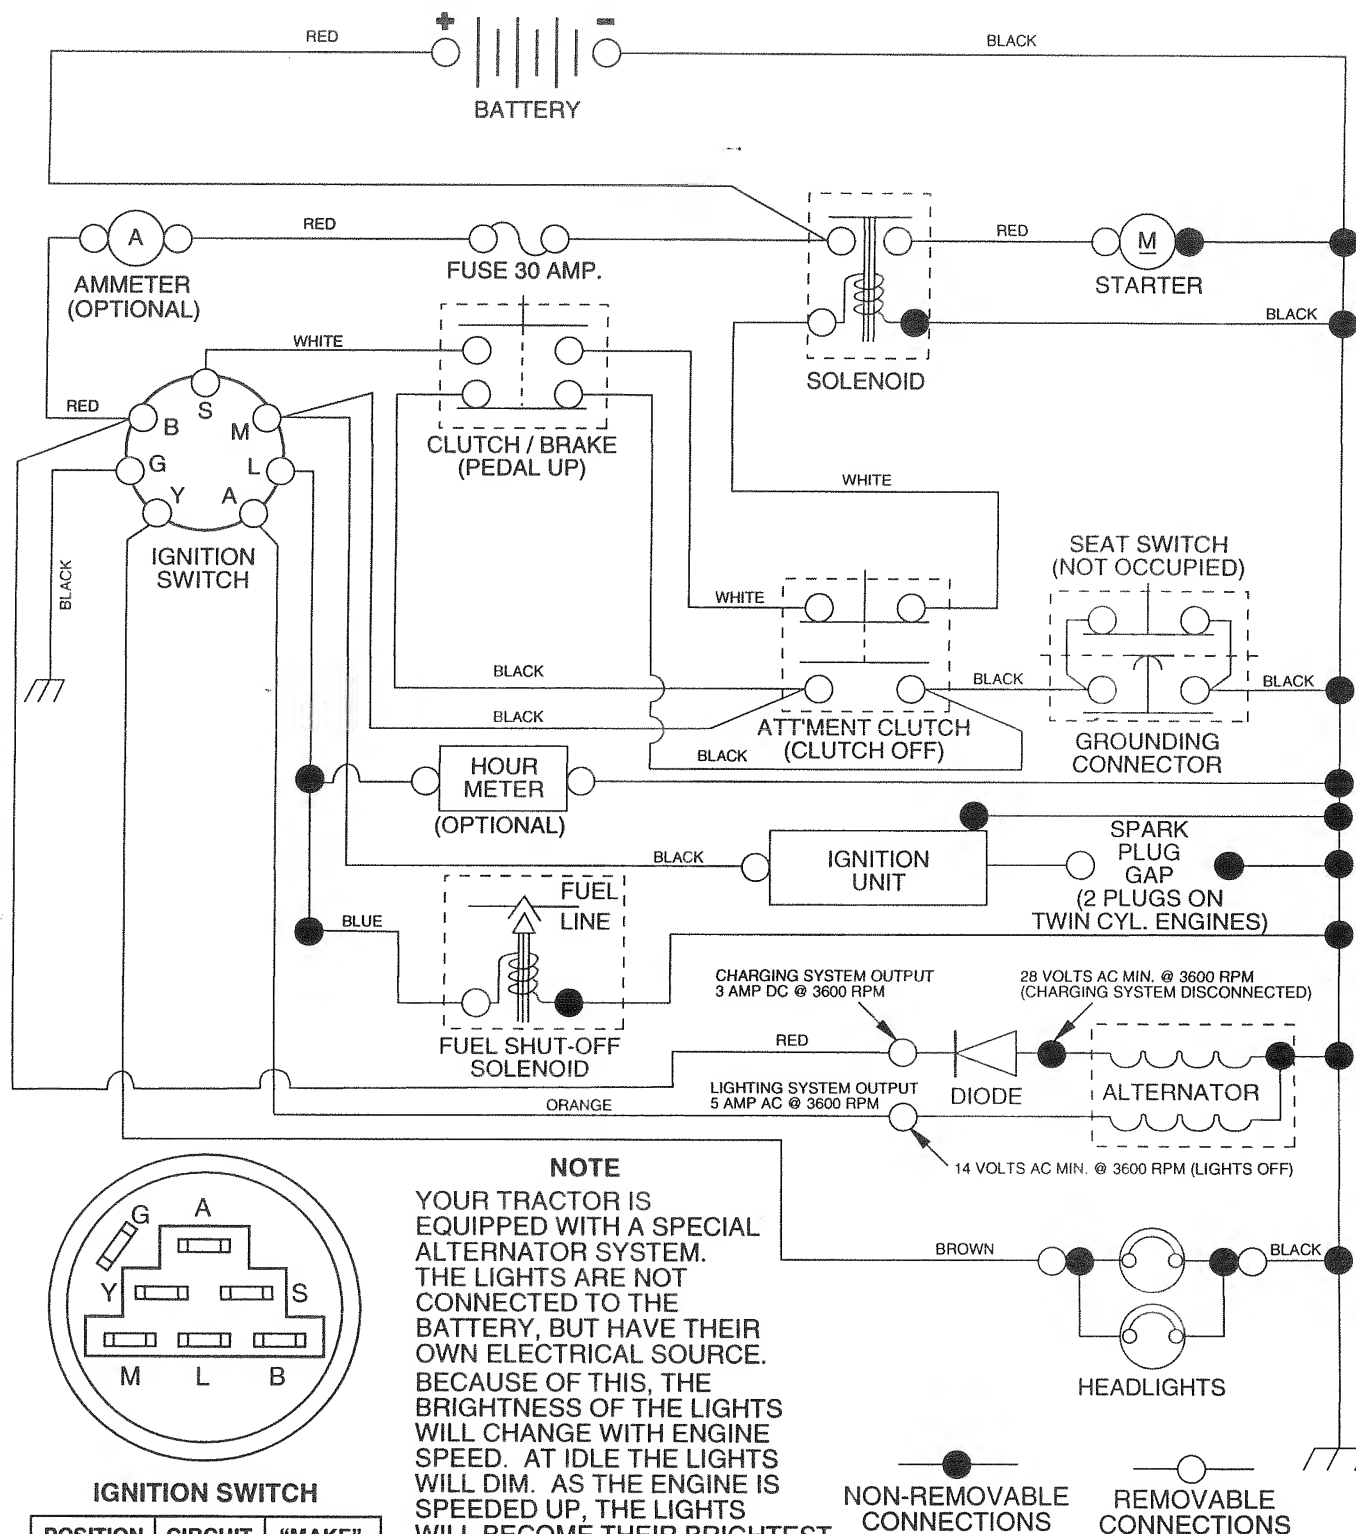 + −
RED
BLACK
BATTERY
RED
A
AMMETER
(OPTIONAL)
FUSE 30 AMP.
RED
M
STARTER
BLACK
SOLENOID
WHITE
RED
S
B
M
G
L
Y
A
IGNITION
SWITCH
BLACK
CLUTCH / BRAKE
(PEDAL UP)
WHITE
WHITE
SEAT SWITCH
(NOT OCCUPIED)
BLACK
BLACK
BLACK
BLACK
BLACK
ATT'MENT CLUTCH
(CLUTCH OFF)
GROUNDING
CONNECTOR
HOUR
METER
(OPTIONAL)
BLACK
IGNITION
UNIT
SPARK
PLUG
GAP
(2 PLUGS ON
TWIN CYL. ENGINES)
BLUE
FUEL
LINE
FUEL SHUT-OFF
SOLENOID
CHARGING SYSTEM OUTPUT
3 AMP DC @ 3600 RPM
28 VOLTS AC MIN. @ 3600 RPM
(CHARGING SYSTEM DISCONNECTED)
RED
DIODE
ALTERNATOR
LIGHTING SYSTEM OUTPUT
5 AMP AC @ 3600 RPM
ORANGE
14 VOLTS AC MIN. @ 3600 RPM (LIGHTS OFF)
BROWN
BLACK
HEADLIGHTS
G
A
Y
S
M L B
IGNITION SWITCH
POSITION CIRCUIT "MAKE"
NOTE
YOUR TRACTOR IS
EQUIPPED WITH A SPECIAL
ALTERNATOR SYSTEM.
THE LIGHTS ARE NOT
CONNECTED TO THE
BATTERY, BUT HAVE THEIR
OWN ELECTRICAL SOURCE.
BECAUSE OF THIS, THE
BRIGHTNESS OF THE LIGHTS
WILL CHANGE WITH ENGINE
SPEED. AT IDLE THE LIGHTS
WILL DIM. AS THE ENGINE IS
SPEEDED UP, THE LIGHTS
WILL BECOME THEIR BRIGHTEST
NON-REMOVABLE
CONNECTIONS
REMOVABLE
CONNECTIONS